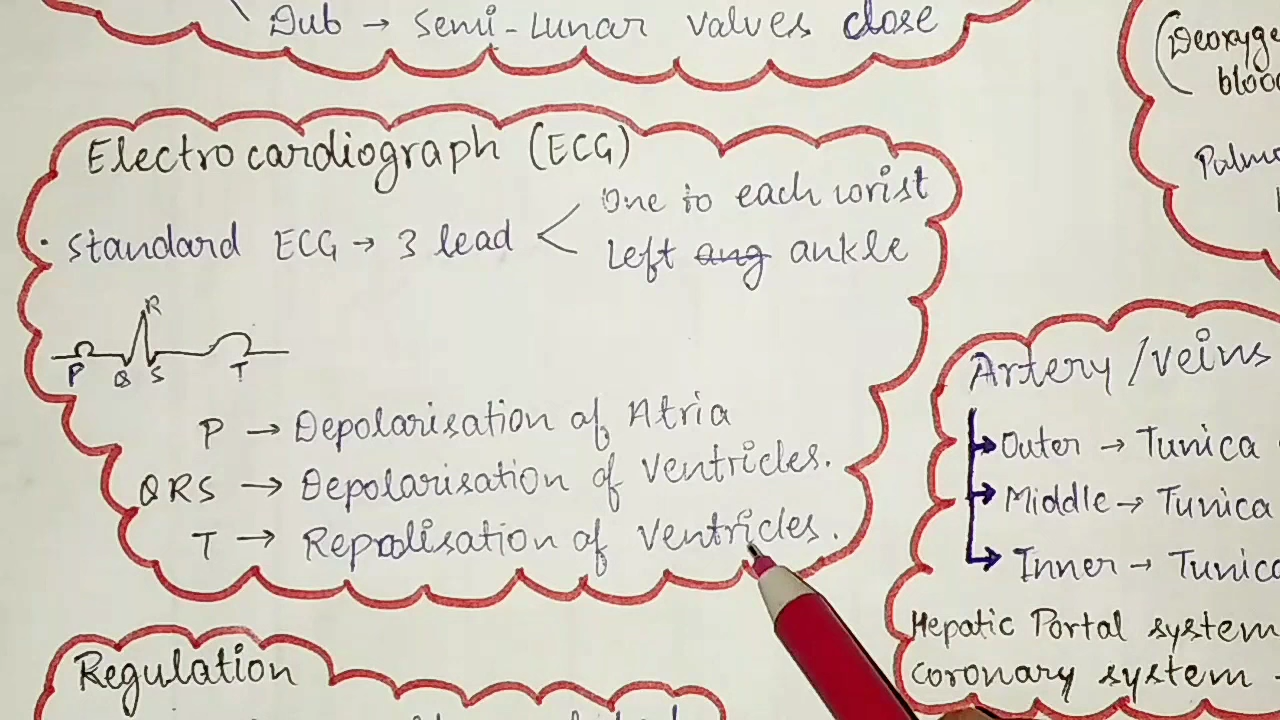 Dub → Semi-Lunar valves close
Electrocardiograph (ECG)
• Standard ECG → 3 lead < One to each wrist
Left ang ankle
R
P Q S T
P → Depolarisation of Atria
QRS → Depolarisation of Ventricles.
T → Repolisation of Ventricles.
Regulation
(Deoxyge
bloo
Pulmo
Artery/Veins
Outer → Tunica
Middle → Tunica
Inner → Tunica
Hepatic Portal system
Coronary system -